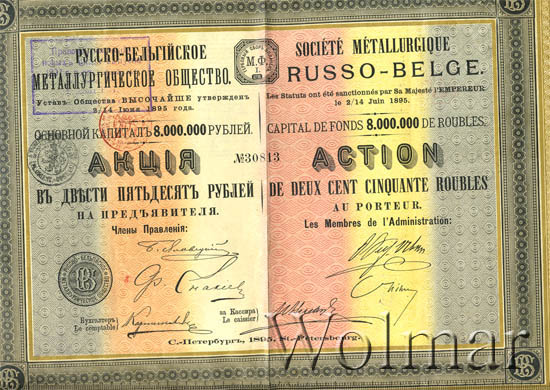 РУССКО-БЕЛЬГІЙСКОЕ
МЕТАЛЛУРГИЧЕСКОЕ ОБЩЕСТВО.
Уставъ Общества ВЫСОЧАЙШЕ утвержденъ
2/14 Іюня 1895 года.
ОСНОВНОЙ КАПИТАЛЪ 8.000.000 РУБЛЕЙ.
АКЦІЯ
ВЪ ДВѢСТИ ПЯТЬДЕСЯТЪ РУБЛЕЙ
НА ПРЕДЪЯВИТЕЛЯ.
Члены Правленія:
М.Ф.
№30813
SOCIÉTÉ MÉTALLURGIQUE
RUSSO-BELGE.
Les Statuts ont été sanctionnés par Sa Majesté l'EMPEREUR
le 2/14 Juin 1895.
CAPITAL DE FONDS 8.000.000 DE ROUBLES.
ACTION
DE DEUX CENT CINQUANTE ROUBLES
AU PORTEUR.
Les Membres de l'Administration:
Бухгалтеръ
Le comptable
за Кассира
Le caissier
С.-Петербургъ, 1895, St.-Petersbourg.
Wolmar